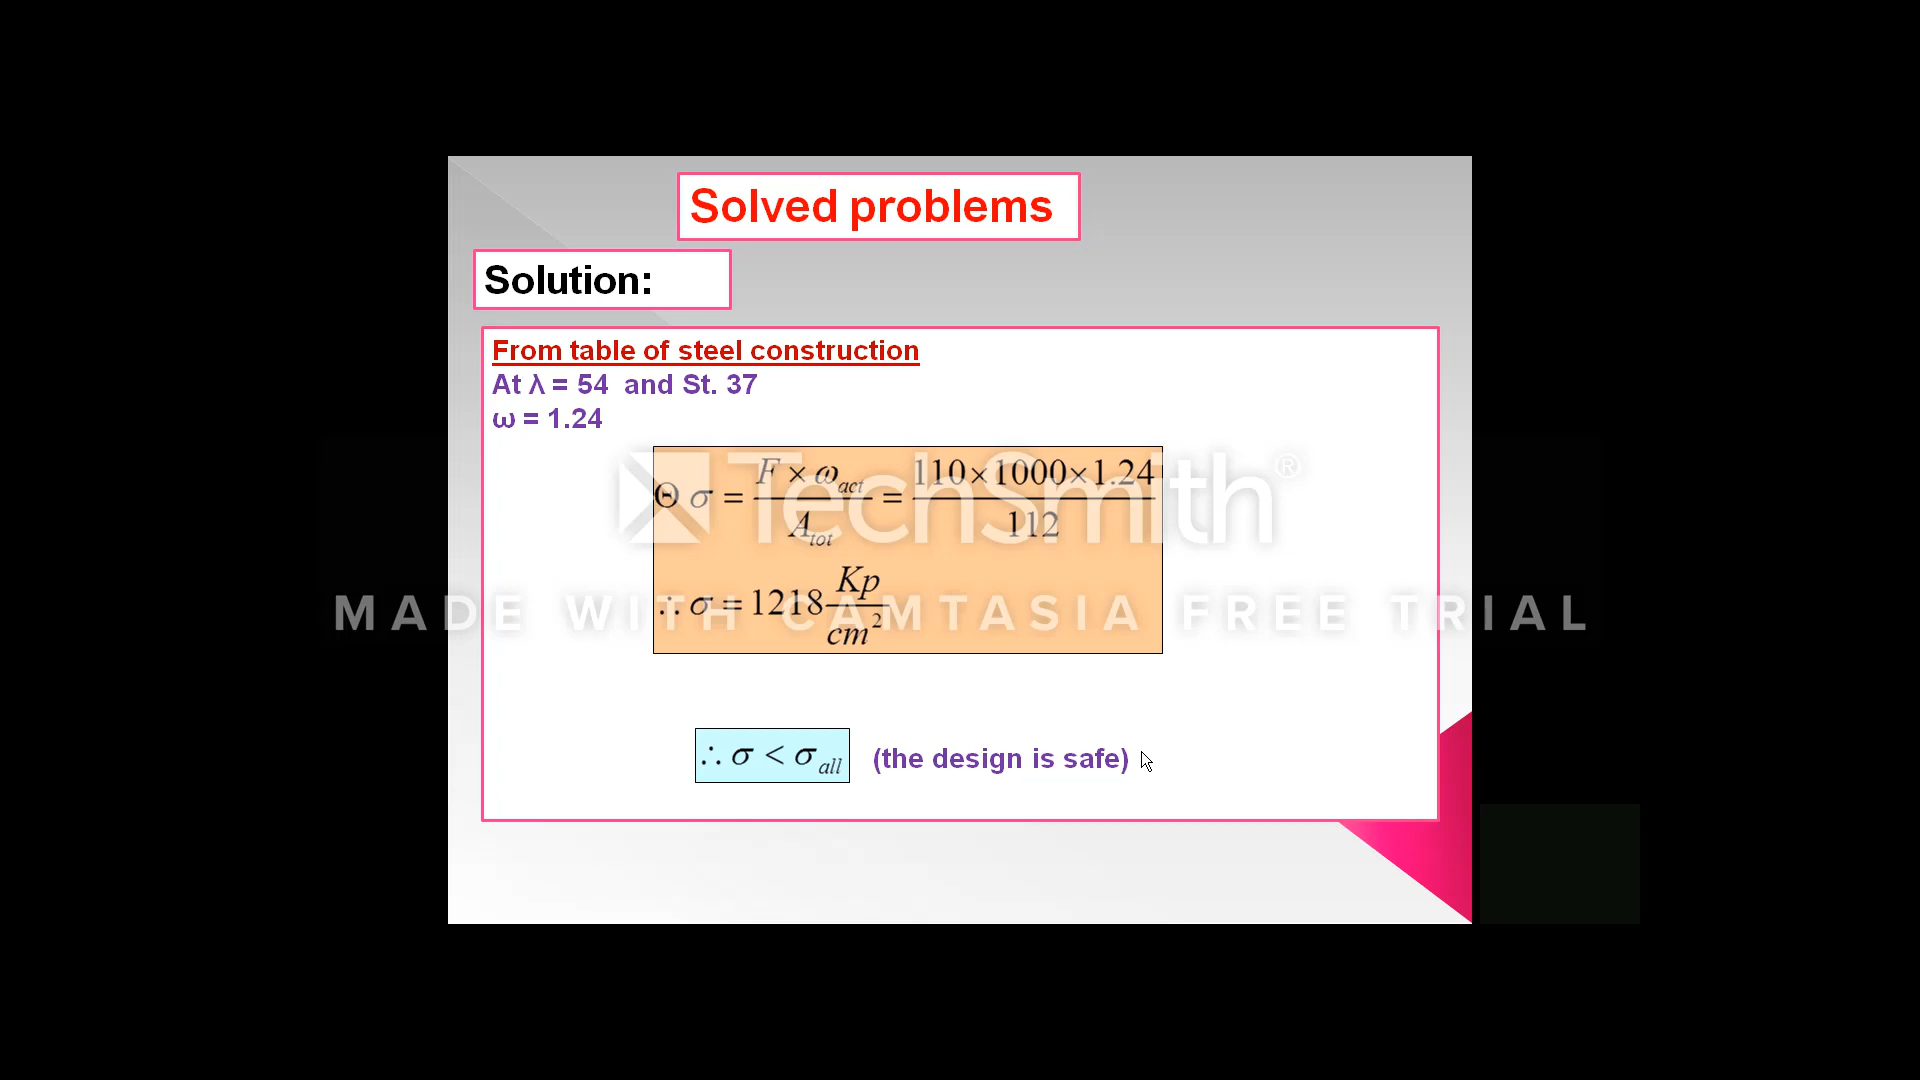 Solved problems
Solution:
From table of steel construction
At λ = 54 and St. 37
ω = 1.24
Θ σ = F × ω_act / A_tot = 110×1000×1.24 / 112
TechSmith®
∴ σ = 1218 Kp / cm²
MADE WITH CAMTASIA FREE TRIAL
∴ σ < σ_all (the design is safe)